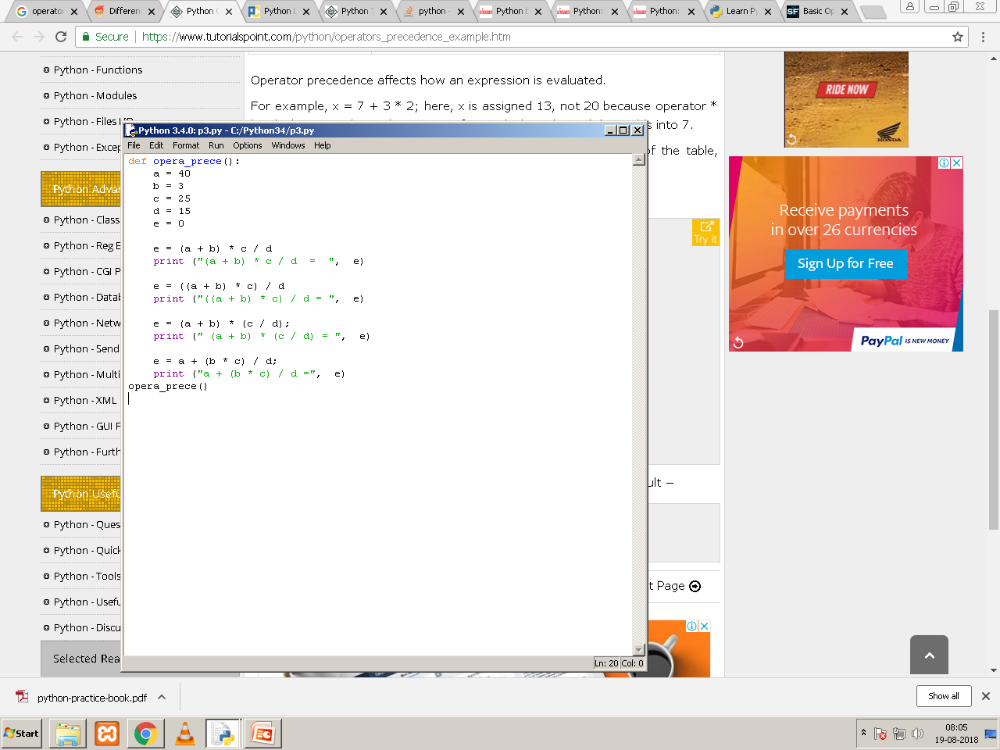 operator
Differen
Python C
Python L
Python T
python -
Python b
Python:
Python:
Learn Py
Basic Op
Secure
https://www.tutorialspoint.com/python/operators_precedence_example.htm
Python - Functions
Python - Modules
Python - Files I/O
Python - Excep
Python Advan
Python - Class
Python - Reg E
Python - CGI P
Python - Datab
Python - Netw
Python - Send
Python - Multi
Python - XML
Python - GUI F
Python - Furth
Python Usefu
Python - Ques
Python - Quick
Python - Tools
Python - Usefu
Python - Discu
Selected Rea
Operator precedence affects how an expression is evaluated.
For example, x = 7 + 3 * 2; here, x is assigned 13, not 20 because operator *
s into 7.
of the table,
Try it
ult −
t Page
Python 3.4.0: p3.py - C:/Python34/p3.py
File Edit Format Run Options Windows Help
def opera_prece():
    a = 40
    b = 3
    c = 25
    d = 15
    e = 0
    e = (a + b) * c / d
    print ("(a + b) * c / d  =  ",  e)
    e = ((a + b) * c) / d
    print ("((a + b) * c) / d = ",  e)
    e = (a + b) * (c / d);
    print (" (a + b) * (c / d) = ",  e)
    e = a + (b * c) / d;
    print ("a + (b * c) / d =",  e)
opera_prece()
Ln: 20 Col: 0
RIDE NOW
HONDA
Receive payments
in over 26 currencies
Sign Up for Free
PayPal IS NEW MONEY
python-practice-book.pdf
Show all
Start
08:05
19-08-2018